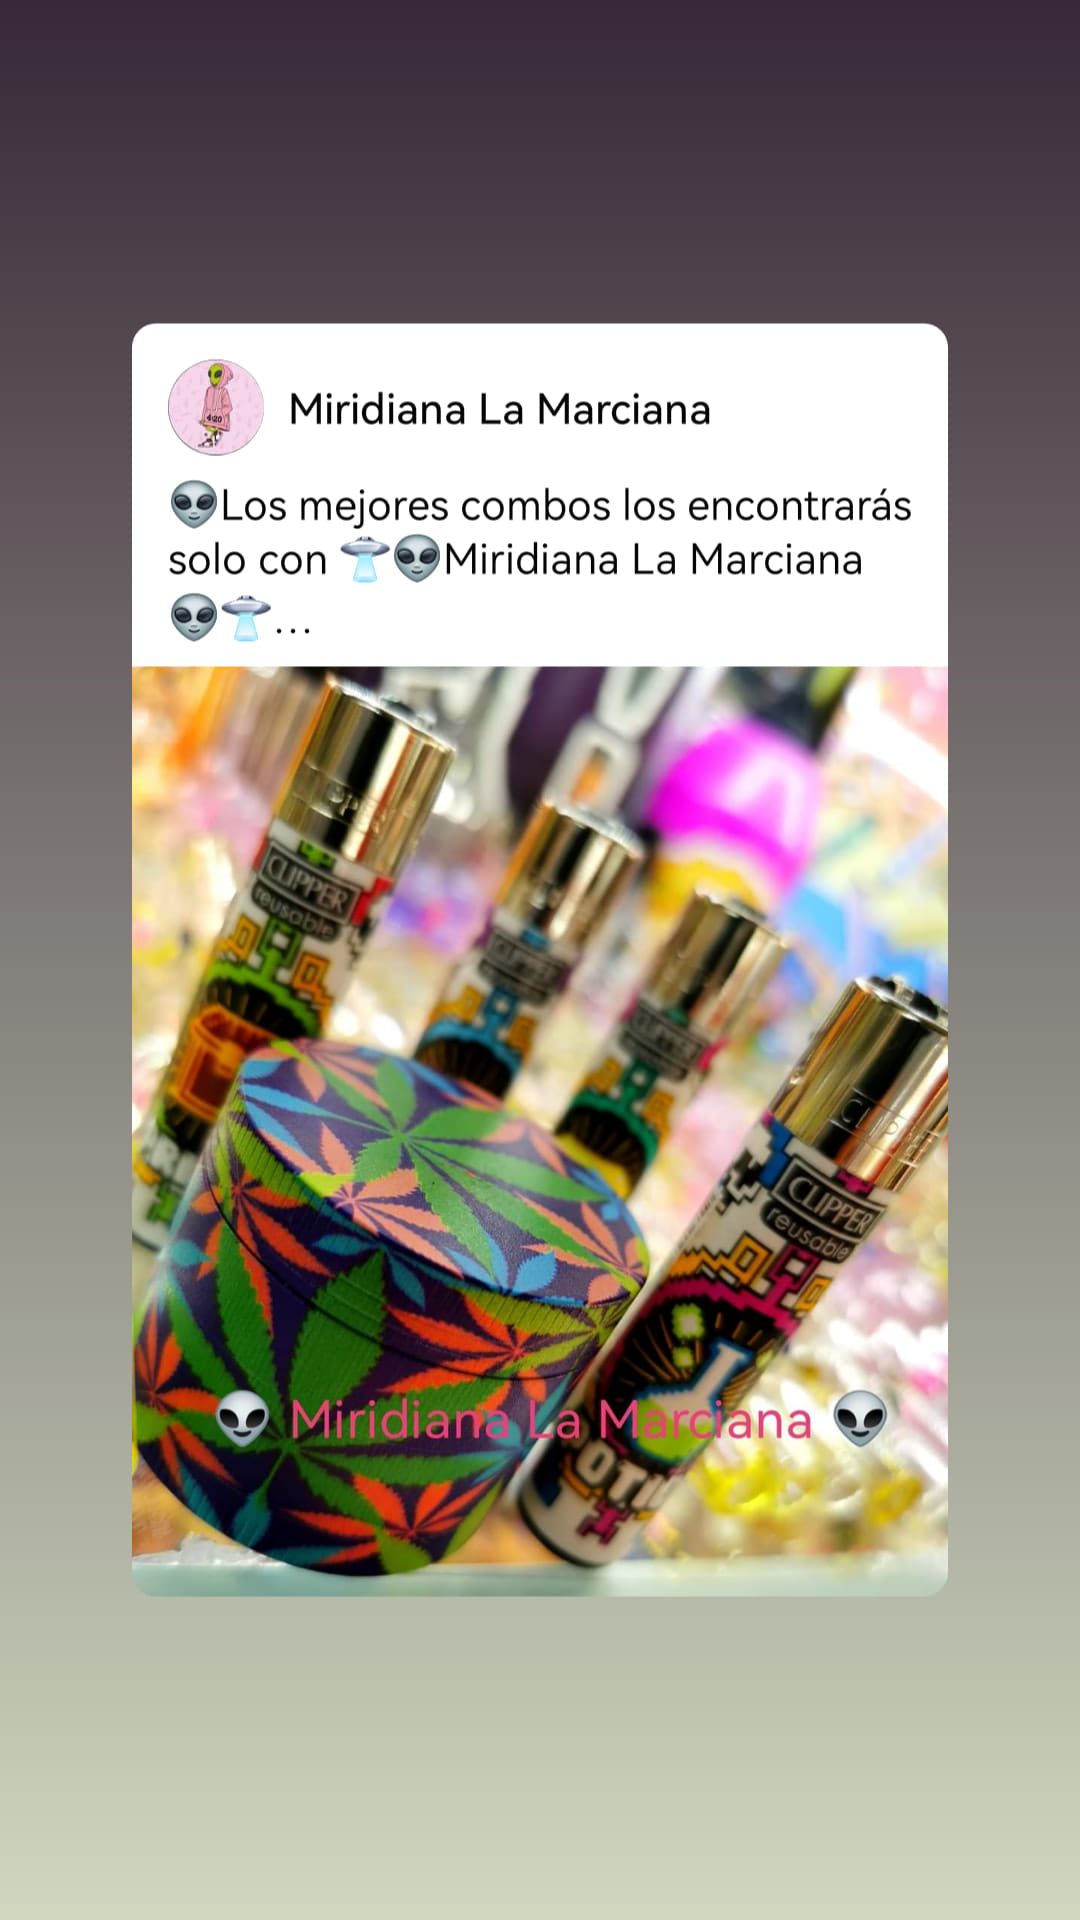 Miridiana La Marciana
👽Los mejores combos los encontrarás
solo con 🛸👽Miridiana La Marciana
👽🛸...
CLIPPER
reusable
CLIPPER
CLIPPER
CLIPPER
reusable
👽 Miridiana La Marciana 👽